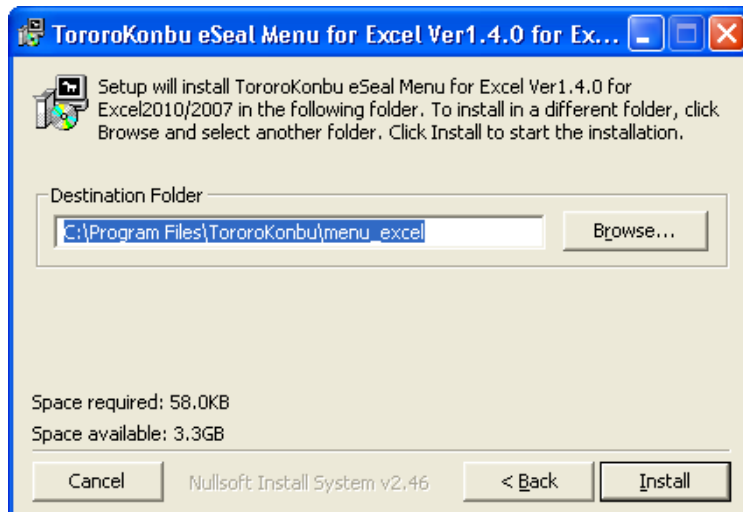 TororoKonbu eSeal Menu for Excel Ver1.4.0 for Ex...
Setup will install TororoKonbu eSeal Menu for Excel Ver1.4.0 for
Excel2010/2007 in the following folder. To install in a different folder, click
Browse and select another folder. Click Install to start the installation.
Destination Folder
C:\Program Files\TororoKonbu\menu_excel
Browse...
Space required: 58.0KB
Space available: 3.3GB
Cancel
Nullsoft Install System v2.46
< Back
Install